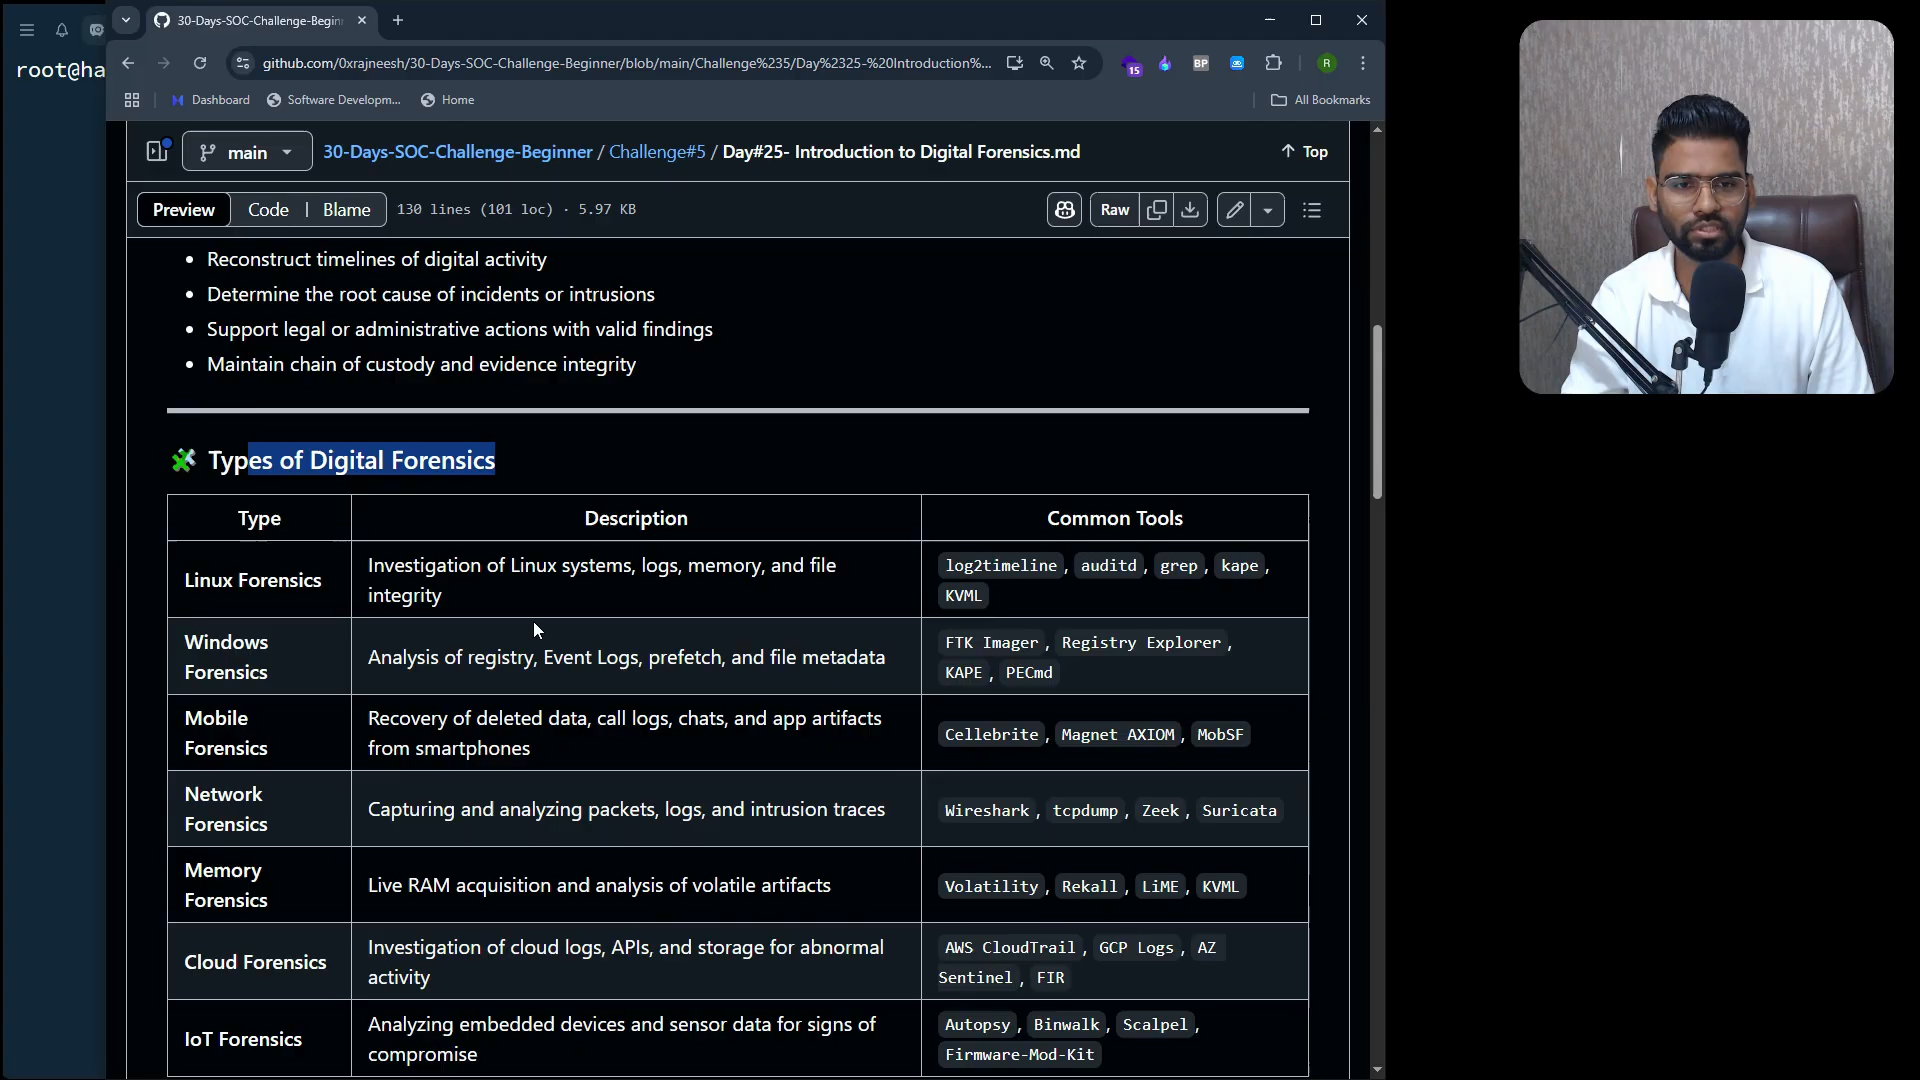 30-Days-SOC-Challenge-Begin
root@ha
github.com/0xrajneesh/30-Days-SOC-Challenge-Beginner/blob/main/Challenge%235/Day%2325-%20Introduction%...
15
BP
R
Dashboard
Software Developm...
Home
All Bookmarks
main
30-Days-SOC-Challenge-Beginner / Challenge#5 / Day#25- Introduction to Digital Forensics.md
Top
Preview
Code
Blame
130 lines (101 loc) · 5.97 KB
Raw
• Reconstruct timelines of digital activity
• Determine the root cause of incidents or intrusions
• Support legal or administrative actions with valid findings
• Maintain chain of custody and evidence integrity
Types of Digital Forensics
Type
Description
Common Tools
Linux Forensics
Investigation of Linux systems, logs, memory, and file
integrity
log2timeline, auditd, grep, kape,
KVML
Windows
Forensics
Analysis of registry, Event Logs, prefetch, and file metadata
FTK Imager, Registry Explorer,
KAPE, PECmd
Mobile
Forensics
Recovery of deleted data, call logs, chats, and app artifacts
from smartphones
Cellebrite, Magnet AXIOM, MobSF
Network
Forensics
Capturing and analyzing packets, logs, and intrusion traces
Wireshark, tcpdump, Zeek, Suricata
Memory
Forensics
Live RAM acquisition and analysis of volatile artifacts
Volatility, Rekall, LiME, KVML
Cloud Forensics
Investigation of cloud logs, APIs, and storage for abnormal
activity
AWS CloudTrail, GCP Logs, AZ
Sentinel, FIR
IoT Forensics
Analyzing embedded devices and sensor data for signs of
compromise
Autopsy, Binwalk, Scalpel,
Firmware-Mod-Kit